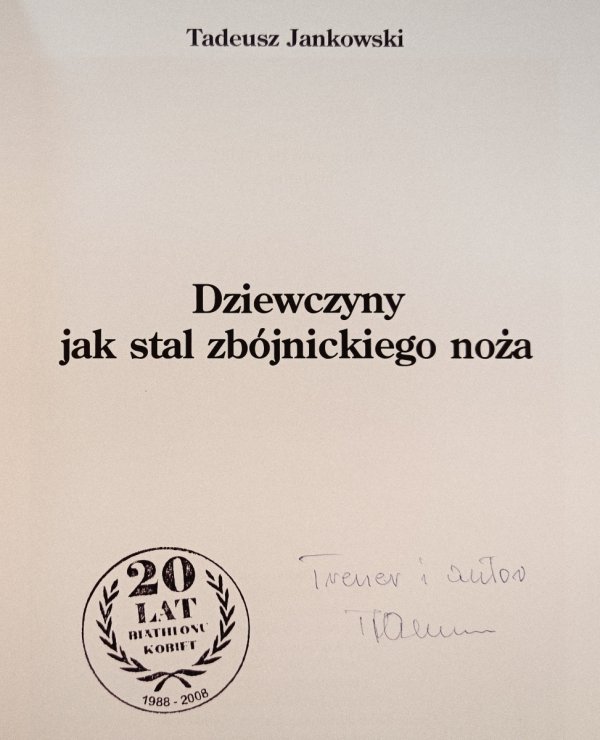 Tadeusz Jankowski
Dziewczyny
jak stal zbójnickiego noża
20
LAT
BIATHLONU
KOBIET
1988 - 2008
Trener i autor